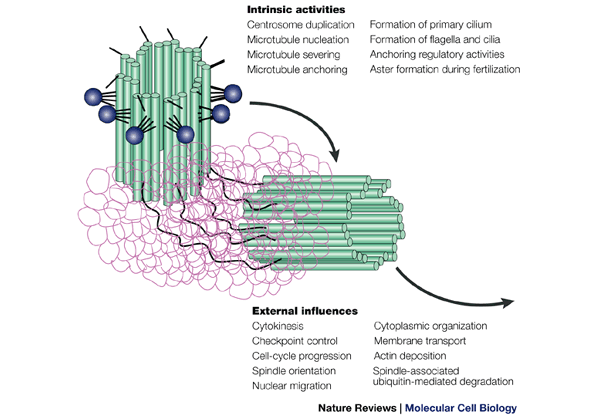 Intrinsic activities
Centrosome duplication
Microtubule nucleation
Microtubule severing
Microtubule anchoring
Formation of primary cilium
Formation of flagella and cilia
Anchoring regulatory activities
Aster formation during fertilization
External influences
Cytokinesis
Checkpoint control
Cell-cycle progression
Spindle orientation
Nuclear migration
Cytoplasmic organization
Membrane transport
Actin deposition
Spindle-associated
ubiquitin-mediated degradation
Nature Reviews | Molecular Cell Biology